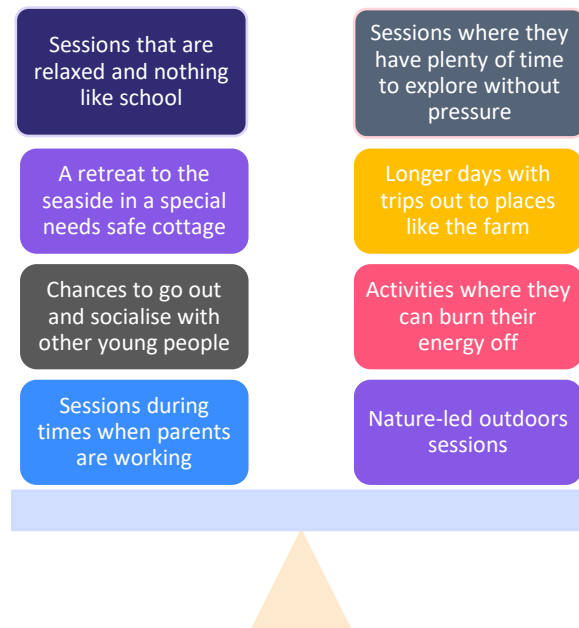 Sessions that are
relaxed and nothing
like school
Sessions where they
have plenty of time
to explore without
pressure
A retreat to the
seaside in a special
needs safe cottage
Longer days with
trips out to places
like the farm
Chances to go out
and socialise with
other young people
Activities where they
can burn their
energy off
Sessions during
times when parents
are working
Nature-led outdoors
sessions